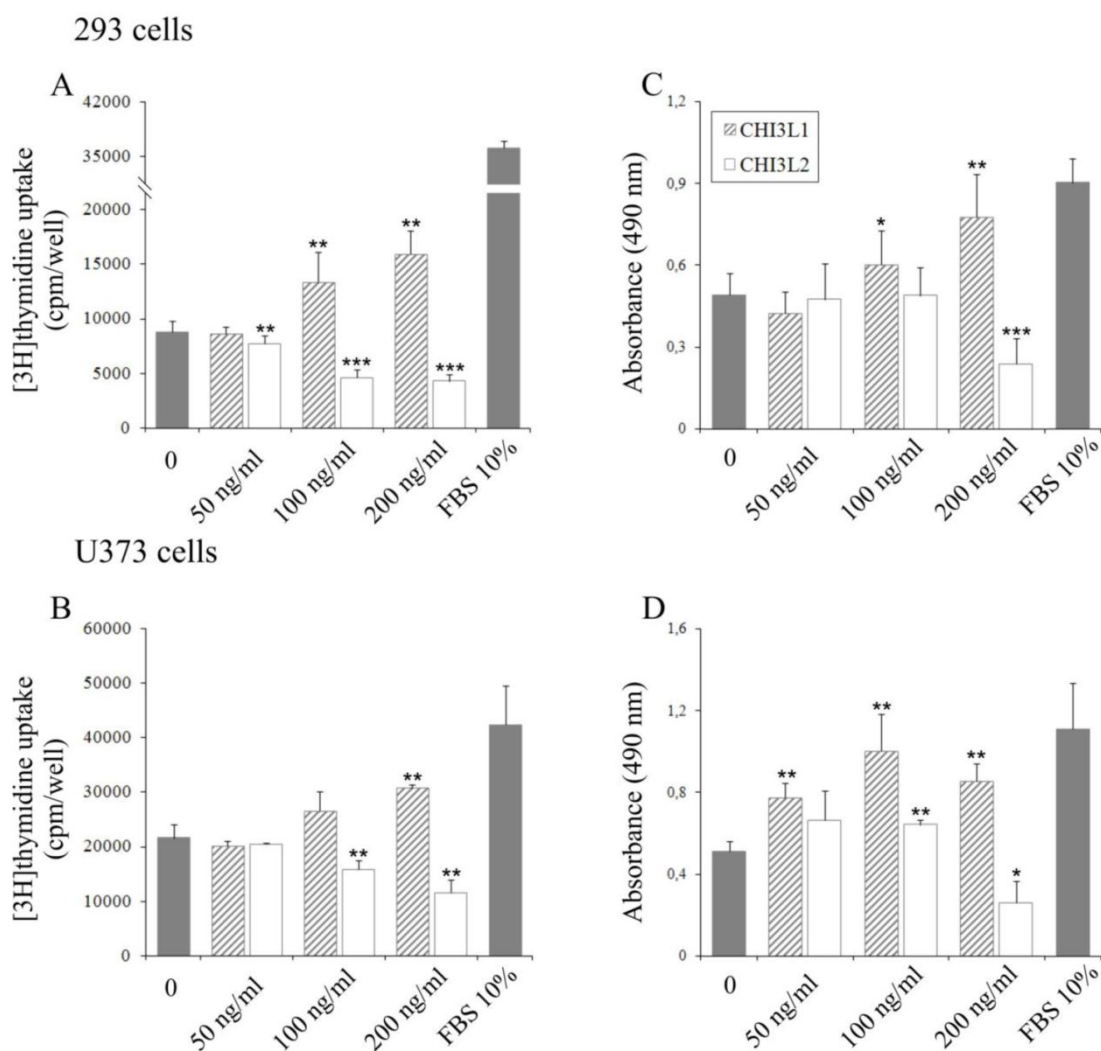 293 cells
A
[3H]thymidine uptake
(cpm/well)
42000
35000
20000
15000
10000
5000
0
**
**
**
***
***
0
50 ng/ml
100 ng/ml
200 ng/ml
FBS 10%
C
Absorbance (490 nm)
1,2
0,9
0,6
0,3
0
CHI3L1
CHI3L2
*
**
***
0
50 ng/ml
100 ng/ml
200 ng/ml
FBS 10%
U373 cells
B
[3H]thymidine uptake
(cpm/well)
60000
50000
40000
30000
20000
10000
0
**
**
**
0
50 ng/ml
100 ng/ml
200 ng/ml
FBS 10%
D
Absorbance (490 nm)
1,6
1,2
0,8
0,4
0
**
**
**
**
*
0
50 ng/ml
100 ng/ml
200 ng/ml
FBS 10%